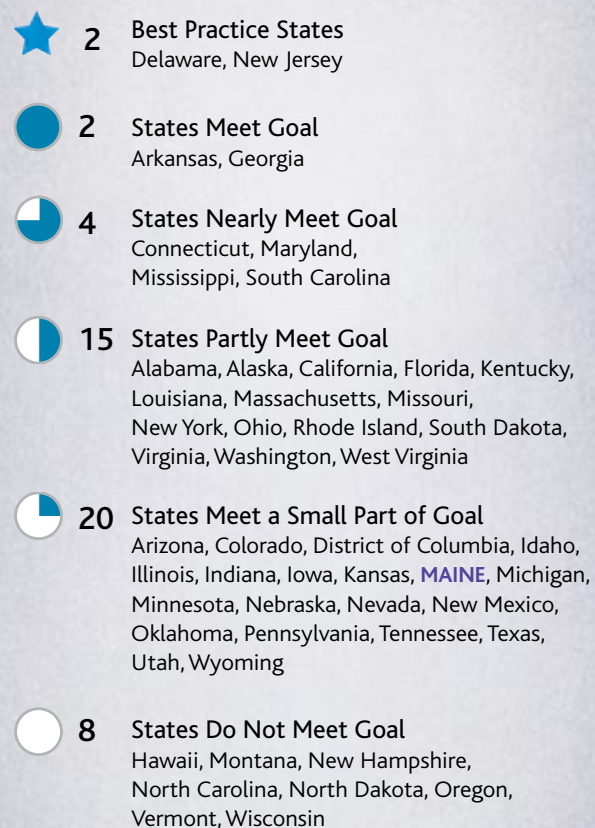 2 Best Practice States
Delaware, New Jersey
2 States Meet Goal
Arkansas, Georgia
4 States Nearly Meet Goal
Connecticut, Maryland,
Mississippi, South Carolina
15 States Partly Meet Goal
Alabama, Alaska, California, Florida, Kentucky,
Louisiana, Massachusetts, Missouri,
New York, Ohio, Rhode Island, South Dakota,
Virginia, Washington, West Virginia
20 States Meet a Small Part of Goal
Arizona, Colorado, District of Columbia, Idaho,
Illinois, Indiana, Iowa, Kansas, MAINE, Michigan,
Minnesota, Nebraska, Nevada, New Mexico,
Oklahoma, Pennsylvania, Tennessee, Texas,
Utah, Wyoming
8 States Do Not Meet Goal
Hawaii, Montana, New Hampshire,
North Carolina, North Dakota, Oregon,
Vermont, Wisconsin